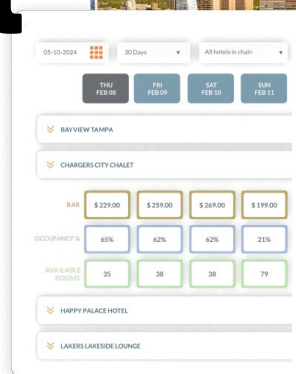 03-10-2024
30 Days
All hotels in chain
THU FRI SAT SUN
FEB 08 FEB 09 FEB 10 FEB 11
BAY VIEW TAMPA
CHARGERS CITY CHALET
BAR $ 229.00 $ 259.00 $ 269.00 $ 199.00
OCCUPANCY % 65% 62% 62% 21%
AVAILABLE
ROOMS 35 38 38 79
HAPPY PALACE HOTEL
LAKERS LAKESIDE LOUNGE